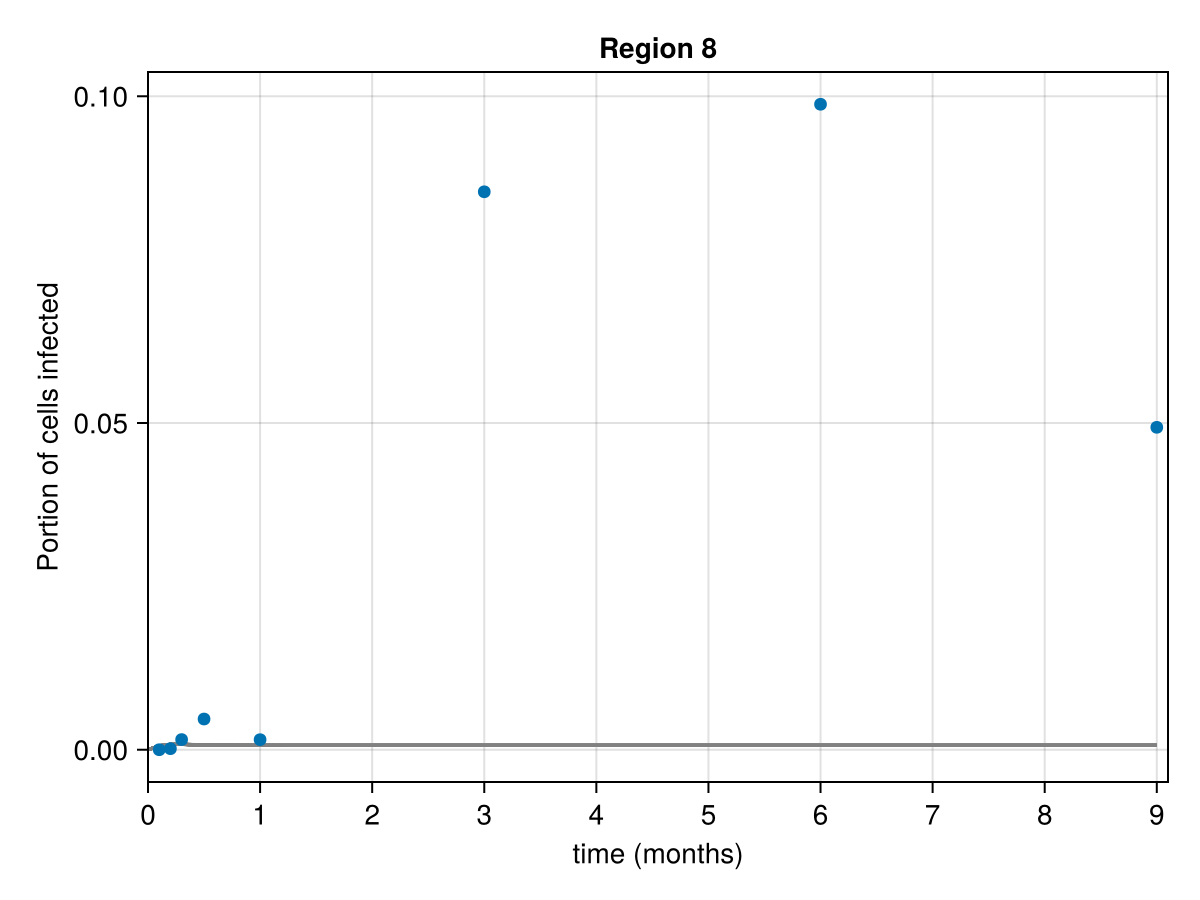 Region 8
Portion of cells infected
0.10
0.05
0.00
0 1 2 3 4 5 6 7 8 9
time (months)